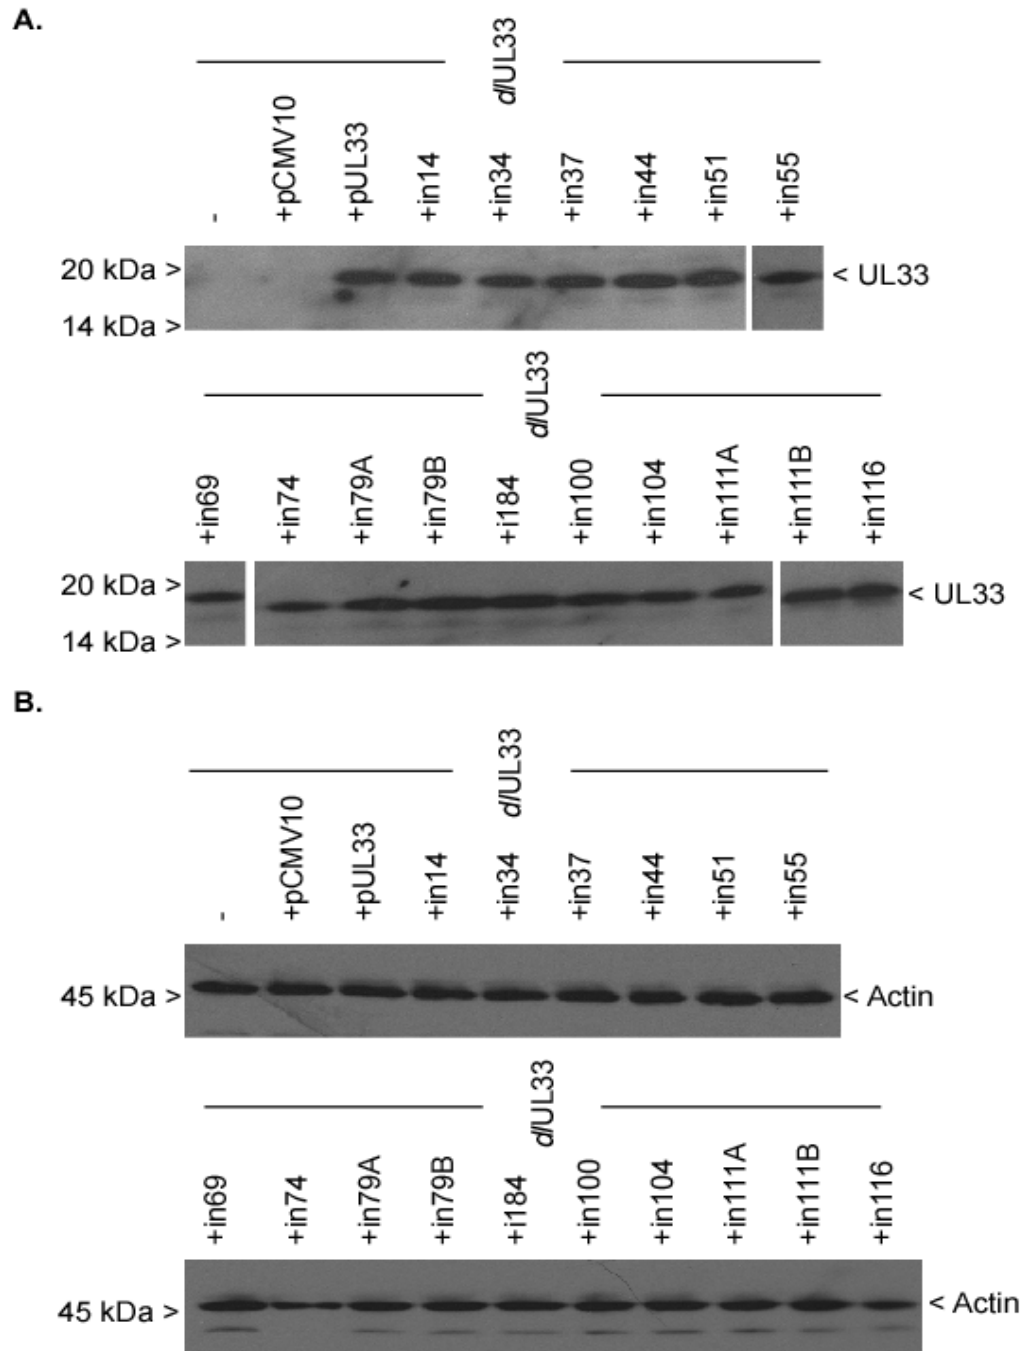 A.
dlUL33
- +pCMV10 +pUL33 +in14 +in34 +in37 +in44 +in51 +in55
20 kDa > < UL33
14 kDa >
dlUL33
+in69 +in74 +in79A +in79B +i184 +in100 +in104 +in111A +in111B +in116
20 kDa > < UL33
14 kDa >
B.
dlUL33
- +pCMV10 +pUL33 +in14 +in34 +in37 +in44 +in51 +in55
45 kDa > < Actin
dlUL33
+in69 +in74 +in79A +in79B +i184 +in100 +in104 +in111A +in111B +in116
45 kDa > < Actin